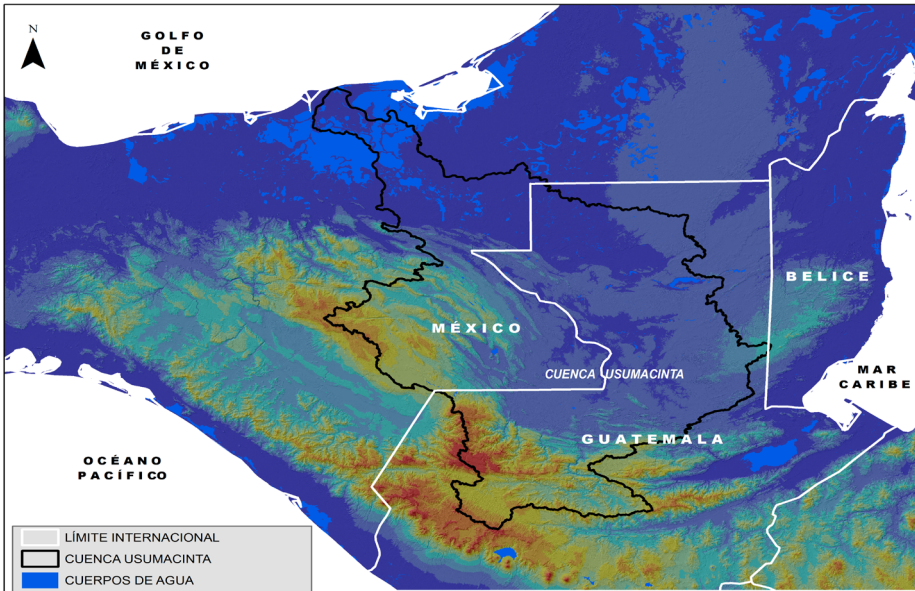 GOLFO
DE
MÉXICO
N
BELICE
MÉXICO
CUENCA USUMACINTA
MAR
CARIBE
GUATEMALA
OCÉANO
PACÍFICO
LÍMITE INTERNACIONAL
CUENCA USUMACINTA
CUERPOS DE AGUA